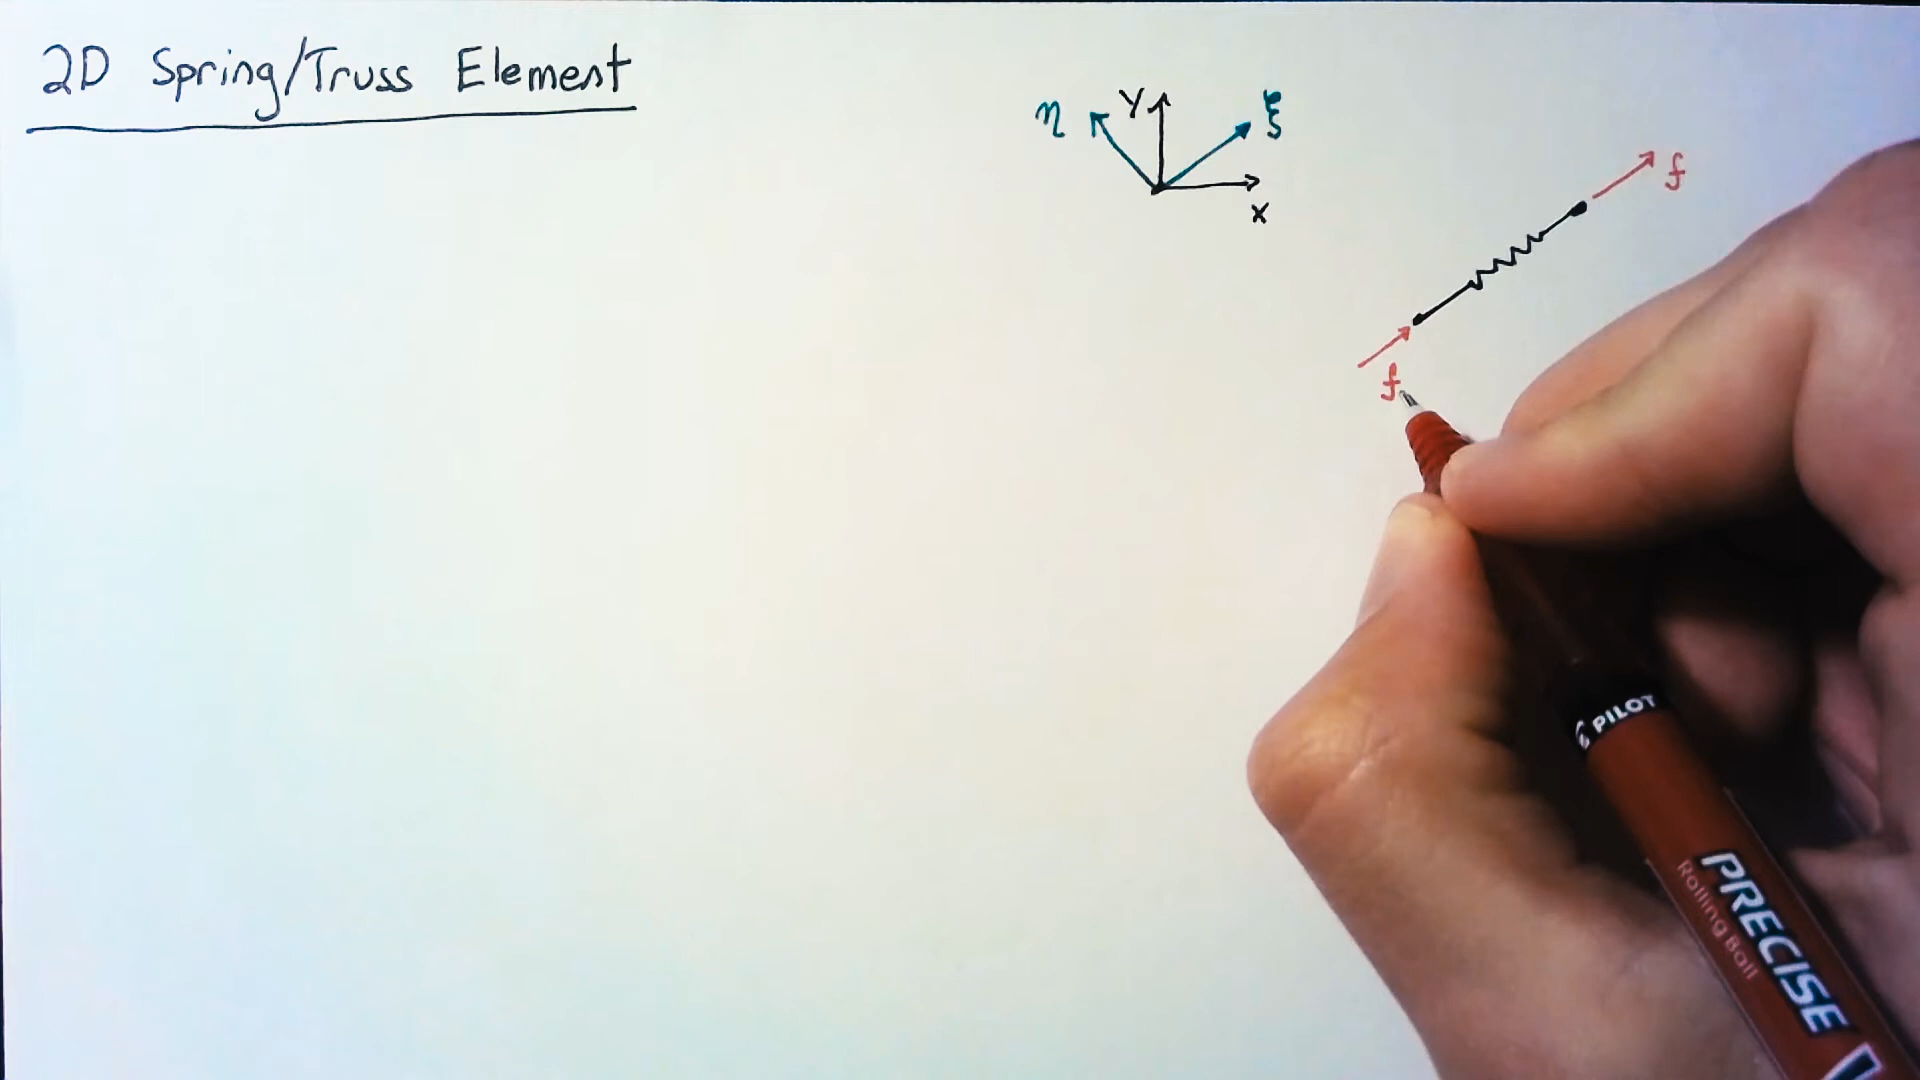 2D Spring/Truss Element
η Y ξ
x
f
f
PILOT
PRECISE
Rolling Ball